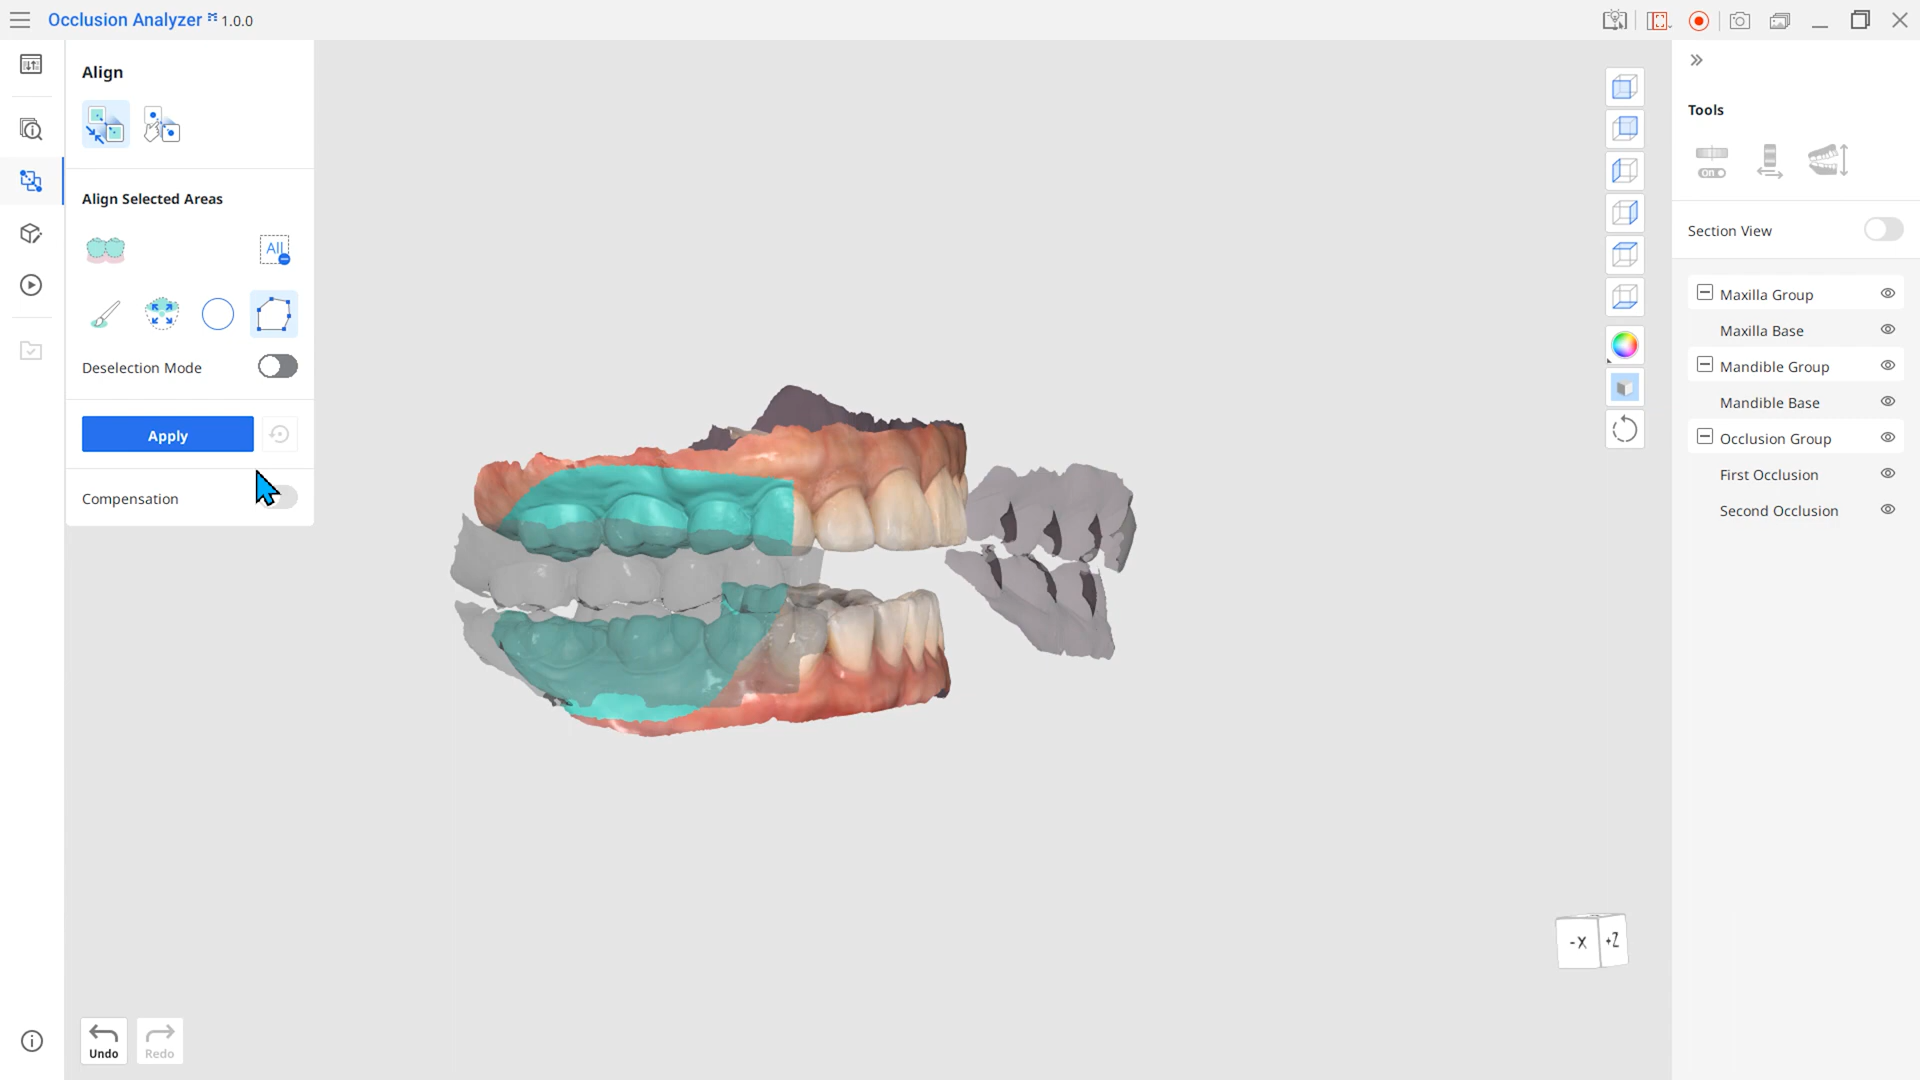 Occlusion Analyzer 1.0.0
Align
Tools
On
Align Selected Areas
All
Section View
Maxilla Group
Maxilla Base
Deselection Mode
Mandible Group
Mandible Base
Apply
Occlusion Group
First Occlusion
Compensation
Second Occlusion
-X +Z
Undo
Redo